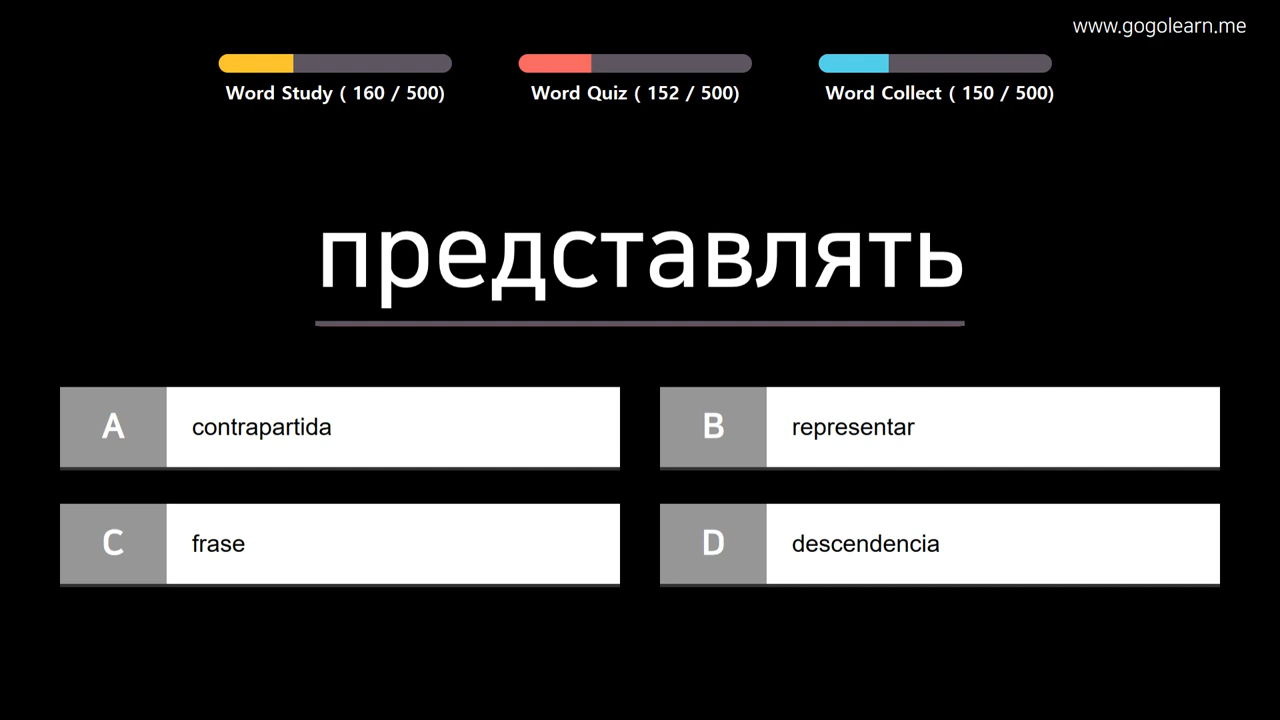 www.gogolearn.me
Word Study ( 160 / 500)
Word Quiz ( 152 / 500)
Word Collect ( 150 / 500)
представлять
A contrapartida
B representar
C frase
D descendencia